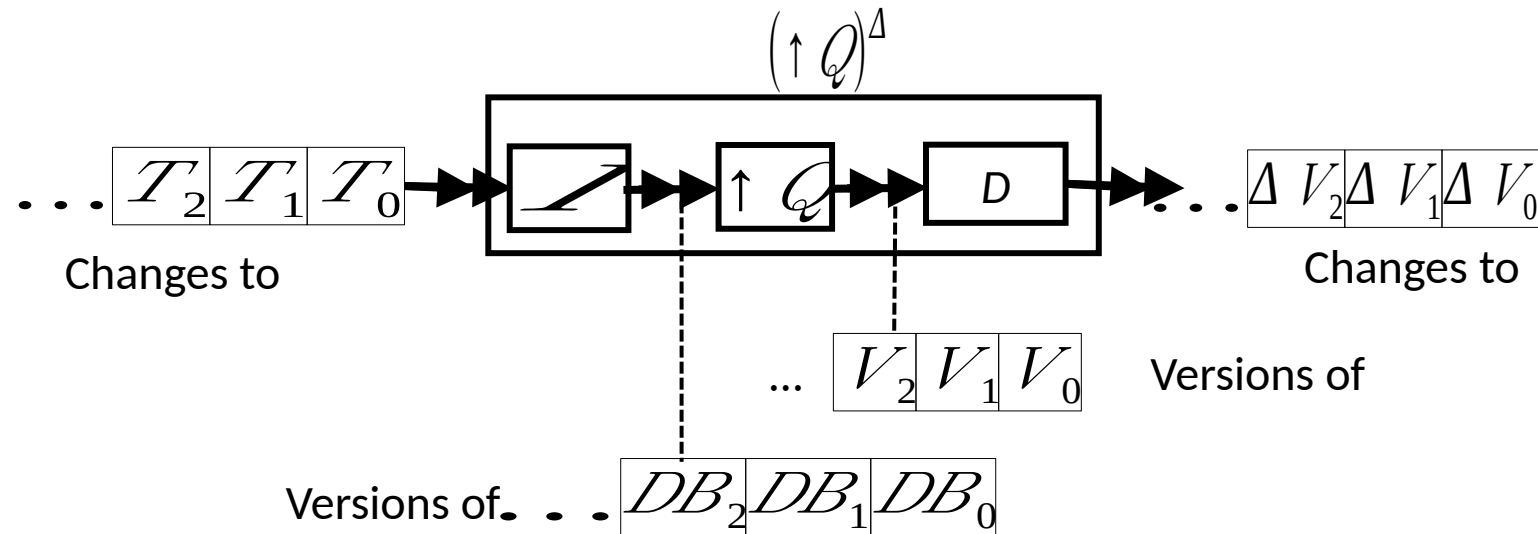 (↑ Q)^Δ
T₂ T₁ T₀
↑ Q
D
. . . ΔV₂ ΔV₁ ΔV₀
Changes to
Changes to
... V₂ V₁ V₀
Versions of
Versions of. . . DB₂ DB₁ DB₀